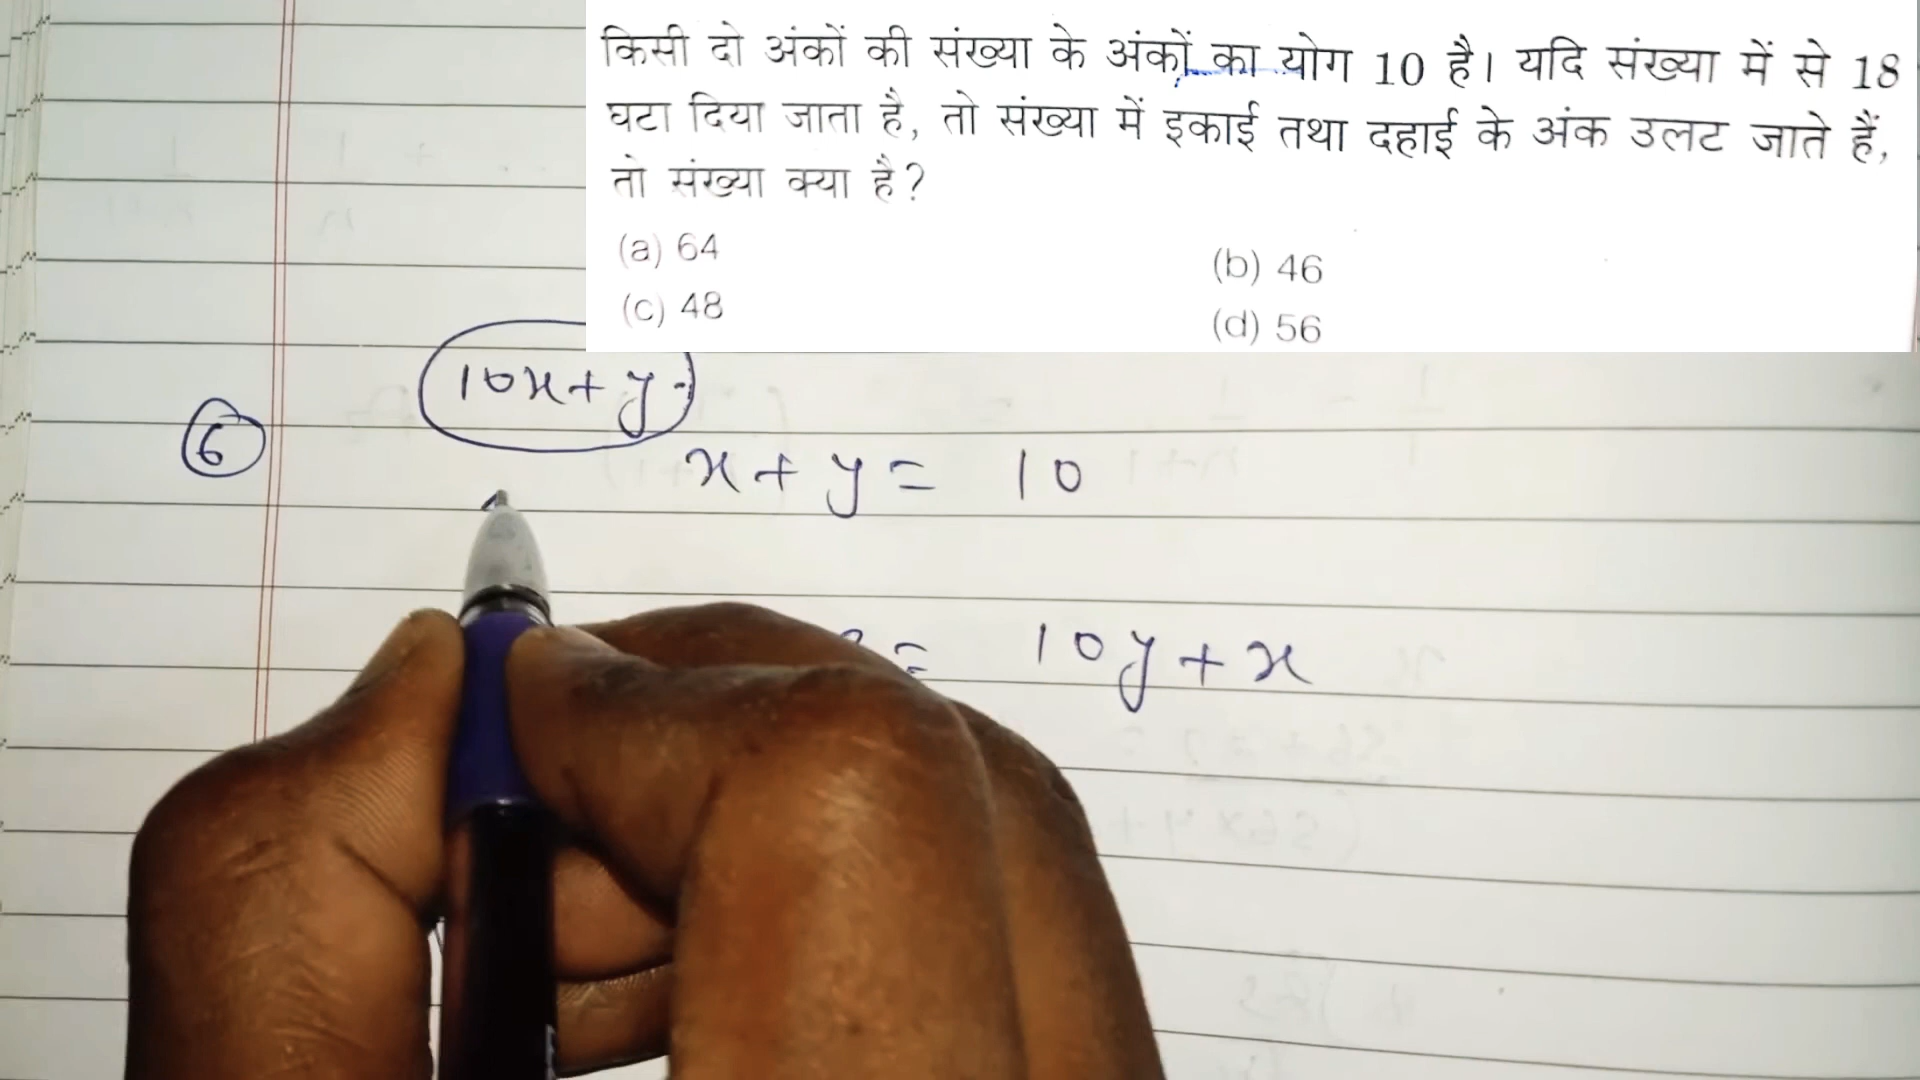 किसी दो अंकों की संख्या के अंकों का योग 10 है। यदि संख्या में से 18
घटा दिया जाता है, तो संख्या में इकाई तथा दहाई के अंक उलट जाते हैं,
तो संख्या क्या है?
(a) 64
(b) 46
(c) 48
(d) 56
10x+y
6
x + y = 10
= 10y + x